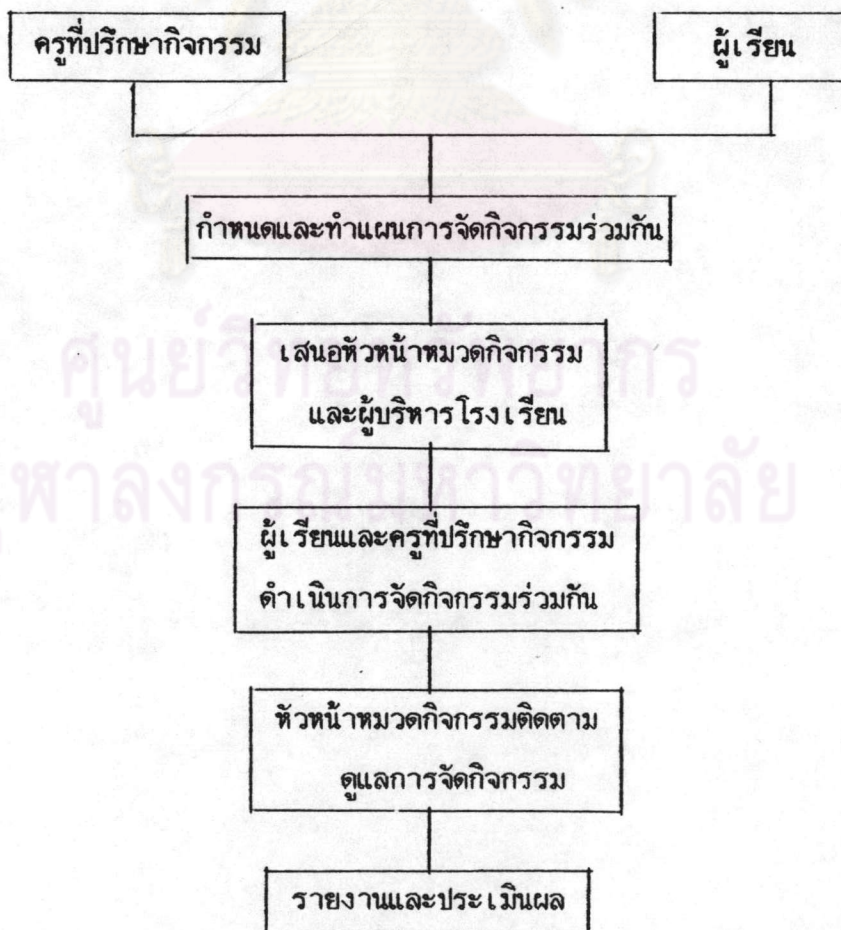 ครูที่ปรึกษากิจกรรม
ผู้เรียน
กำหนดและทำแผนการจัดกิจกรรมร่วมกัน
เสนอหัวหน้าหมวดกิจกรรม
และผู้บริหารโรงเรียน
ผู้เรียนและครูที่ปรึกษากิจกรรม
ดำเนินการจัดกิจกรรมร่วมกัน
หัวหน้าหมวดกิจกรรมติดตาม
ดูแลการจัดกิจกรรม
รายงานและประเมินผล
ศูนย์วิทยทรัพยากร
ฬาลงกรณ์มหาวิทยาลัย